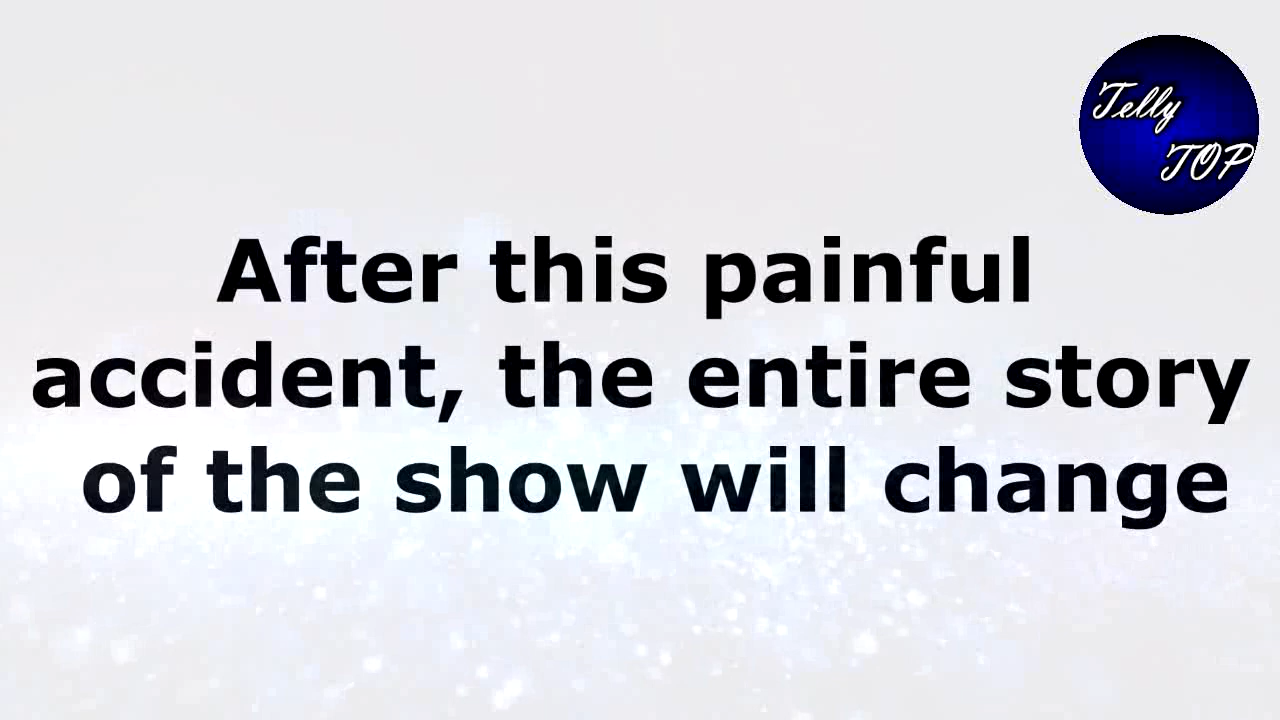 Telly
TOP
After this painful
accident, the entire story
of the show will change